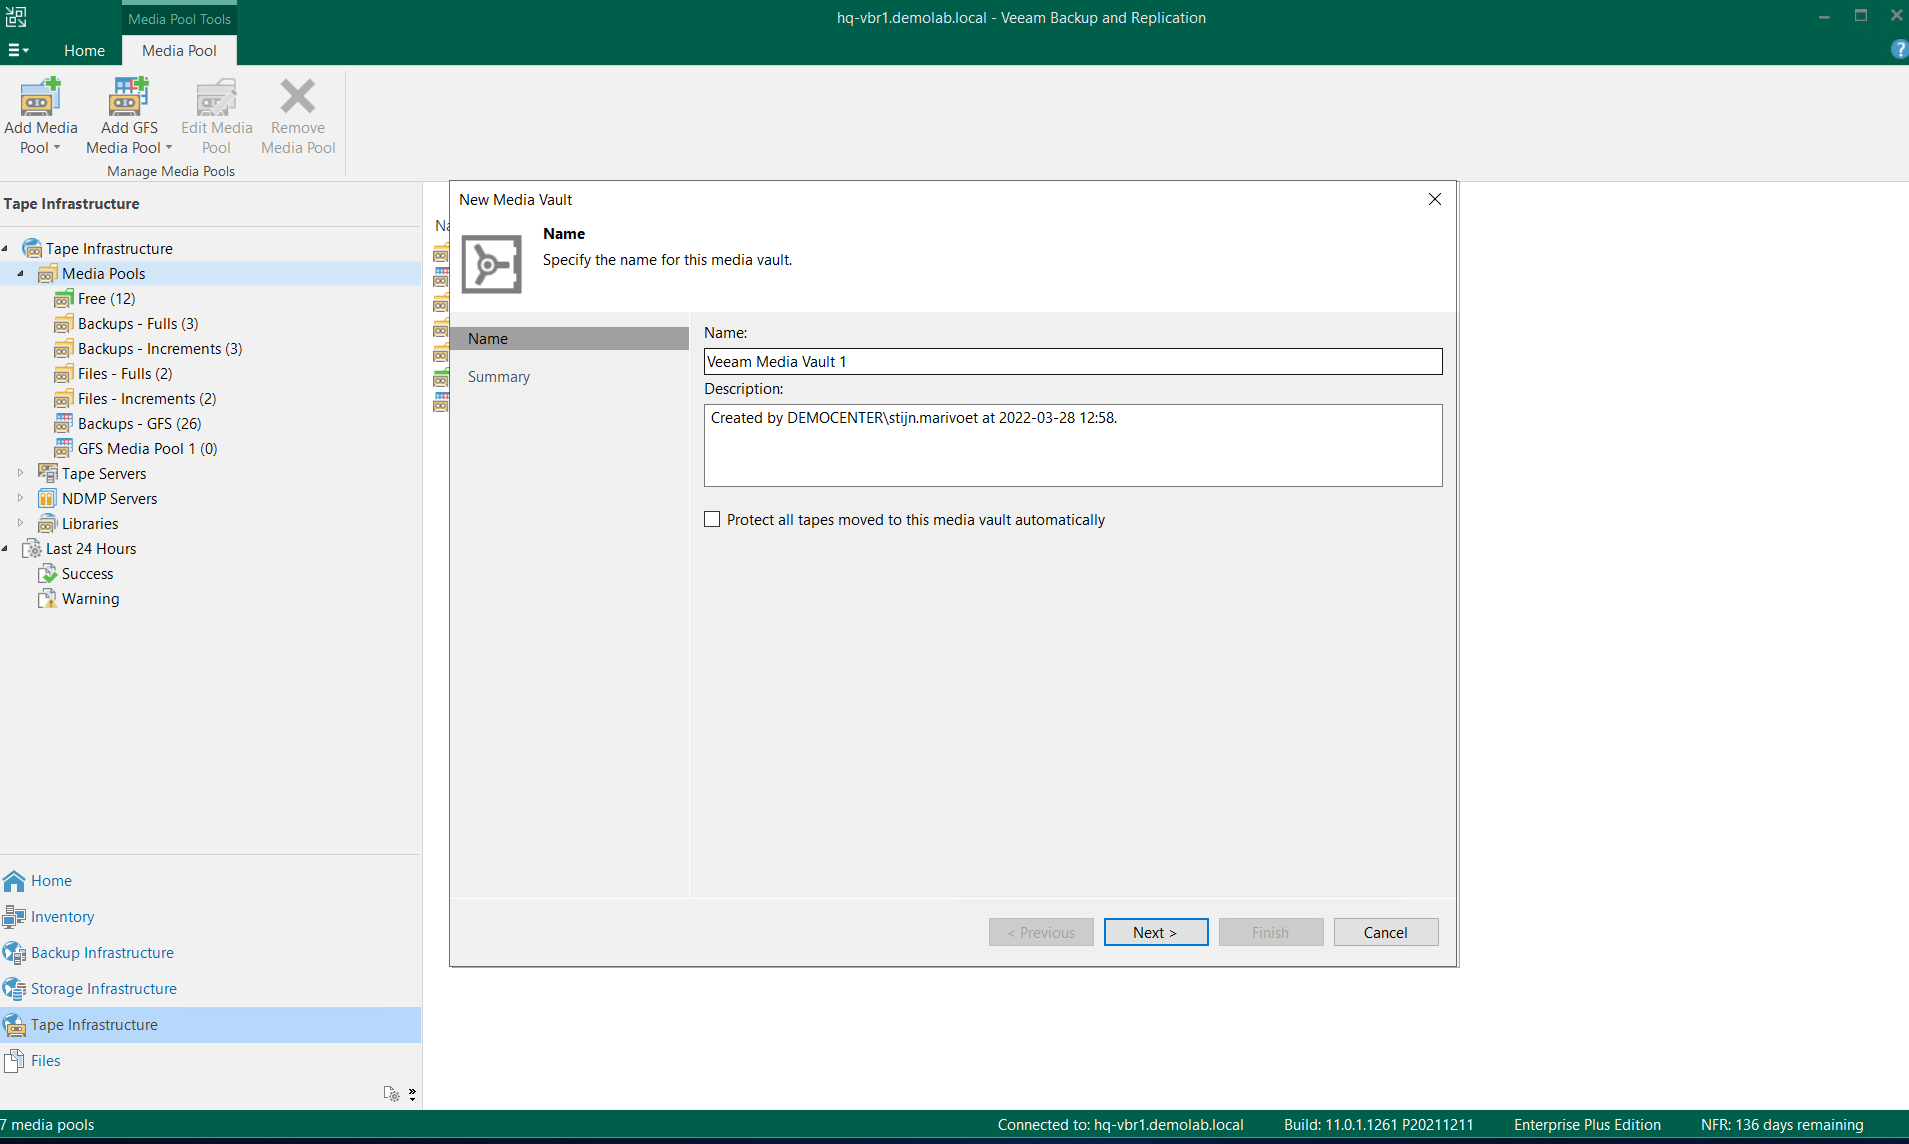 Media Pool Tools
hq-vbr1.demolab.local - Veeam Backup and Replication
Home
Media Pool
Add Media
Pool
Add GFS
Media Pool
Edit Media
Pool
Remove
Media Pool
Manage Media Pools
Tape Infrastructure
Tape Infrastructure
Media Pools
Free (12)
Backups - Fulls (3)
Backups - Increments (3)
Files - Fulls (2)
Files - Increments (2)
Backups - GFS (26)
GFS Media Pool 1 (0)
Tape Servers
NDMP Servers
Libraries
Last 24 Hours
Success
Warning
Home
Inventory
Backup Infrastructure
Storage Infrastructure
Tape Infrastructure
Files
New Media Vault
Name
Specify the name for this media vault.
Name
Summary
Name:
Veeam Media Vault 1
Description:
Created by DEMOCENTER\stijn.marivoet at 2022-03-28 12:58.
Protect all tapes moved to this media vault automatically
< Previous
Next >
Finish
Cancel
7 media pools
Connected to: hq-vbr1.demolab.local
Build: 11.0.1.1261 P20211211
Enterprise Plus Edition
NFR: 136 days remaining